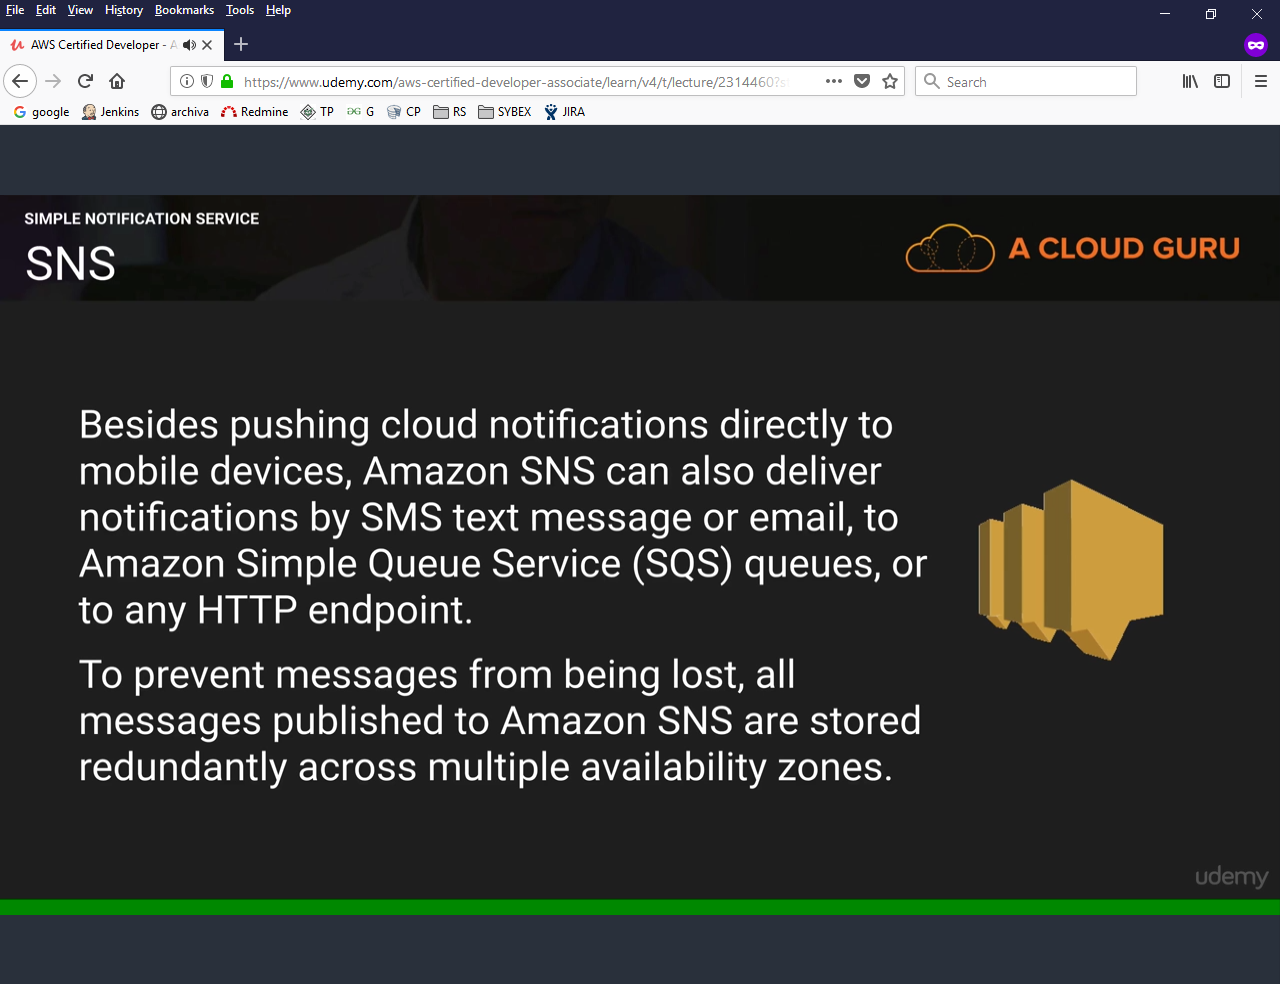 File Edit View History Bookmarks Tools Help
AWS Certified Developer - A
https://www.udemy.com/aws-certified-developer-associate/learn/v4/t/lecture/2314460?s
Search
google Jenkins archiva Redmine TP G CP RS SYBEX JIRA
SIMPLE NOTIFICATION SERVICE
SNS
A CLOUD GURU
Besides pushing cloud notifications directly to
mobile devices, Amazon SNS can also deliver
notifications by SMS text message or email, to
Amazon Simple Queue Service (SQS) queues, or
to any HTTP endpoint.
To prevent messages from being lost, all
messages published to Amazon SNS are stored
redundantly across multiple availability zones.
udemy